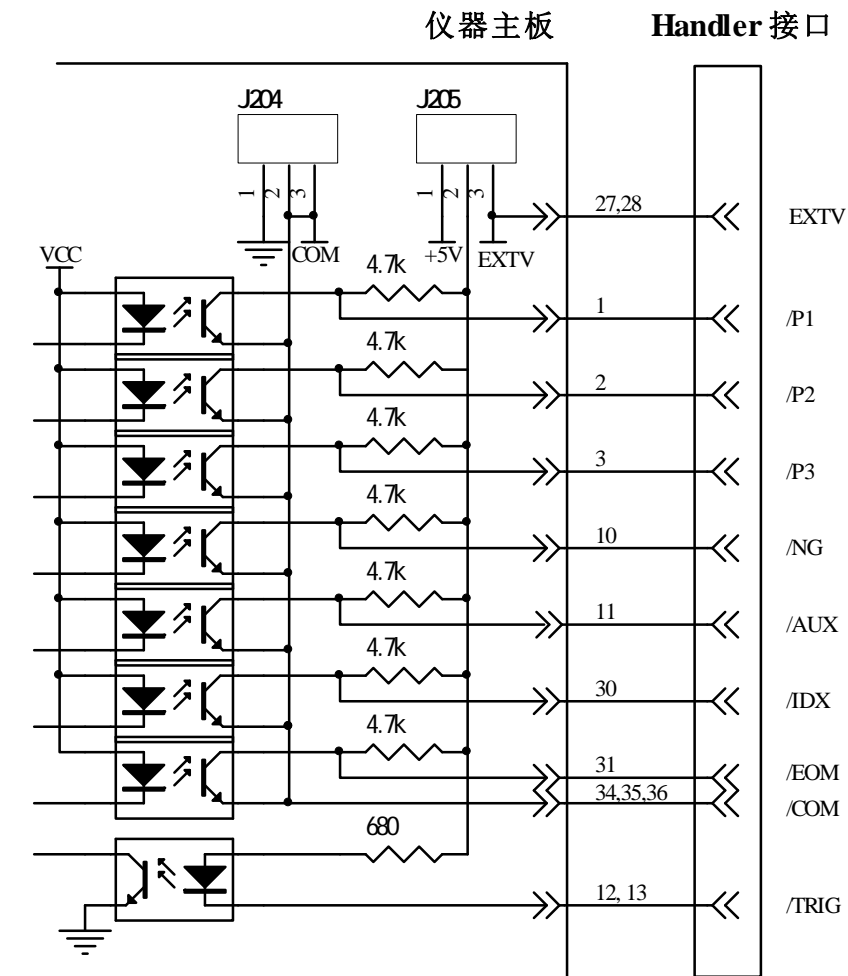 仪器主板 Handler 接口
J204 J205
1 2 3 1 2 3
27,28 EXTV
VCC COM +5V EXTV
4.7k
1 /P1
4.7k
2 /P2
4.7k
3 /P3
4.7k
10 /NG
4.7k
11 /AUX
4.7k
30 /IDX
4.7k
31 /EOM
34,35,36 /COM
680
12, 13 /TRIG